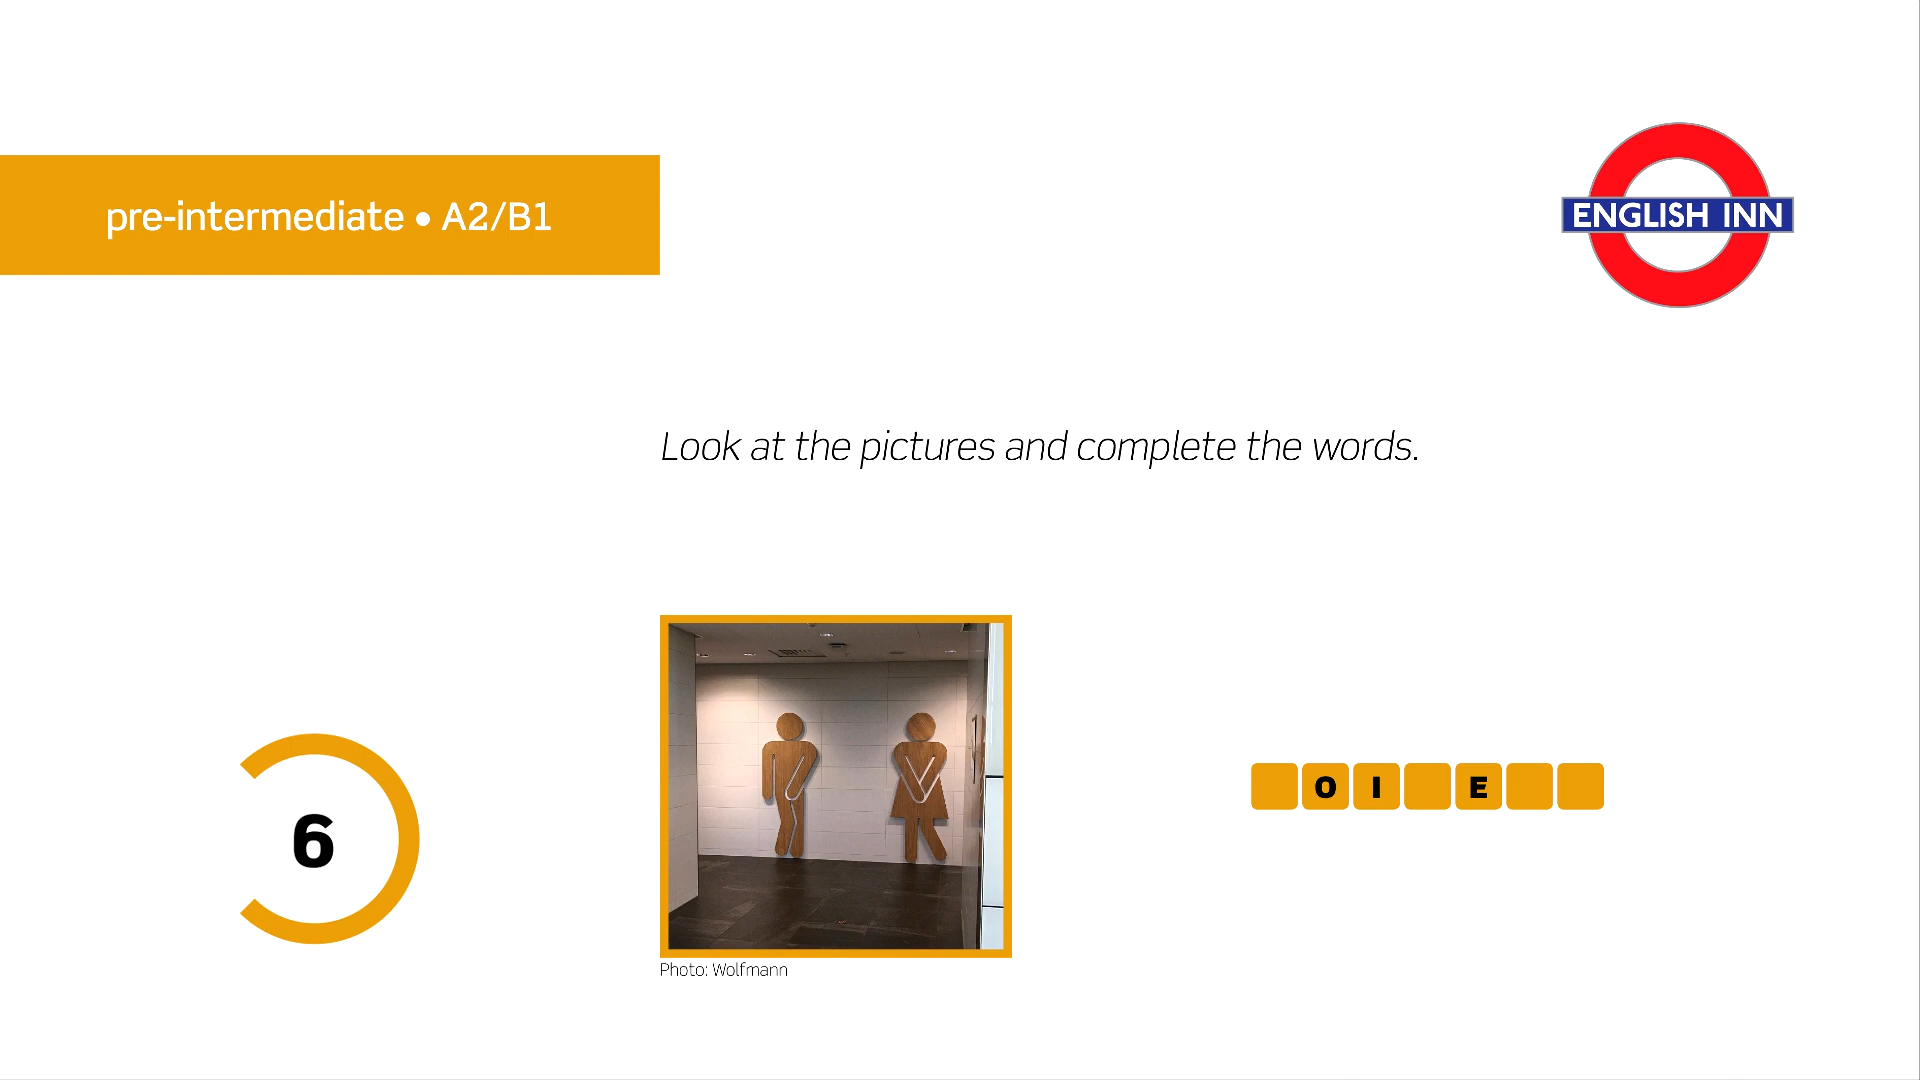 pre-intermediate • A2/B1
ENGLISH INN
Look at the pictures and complete the words.
6
O I E
Photo: Wolfmann